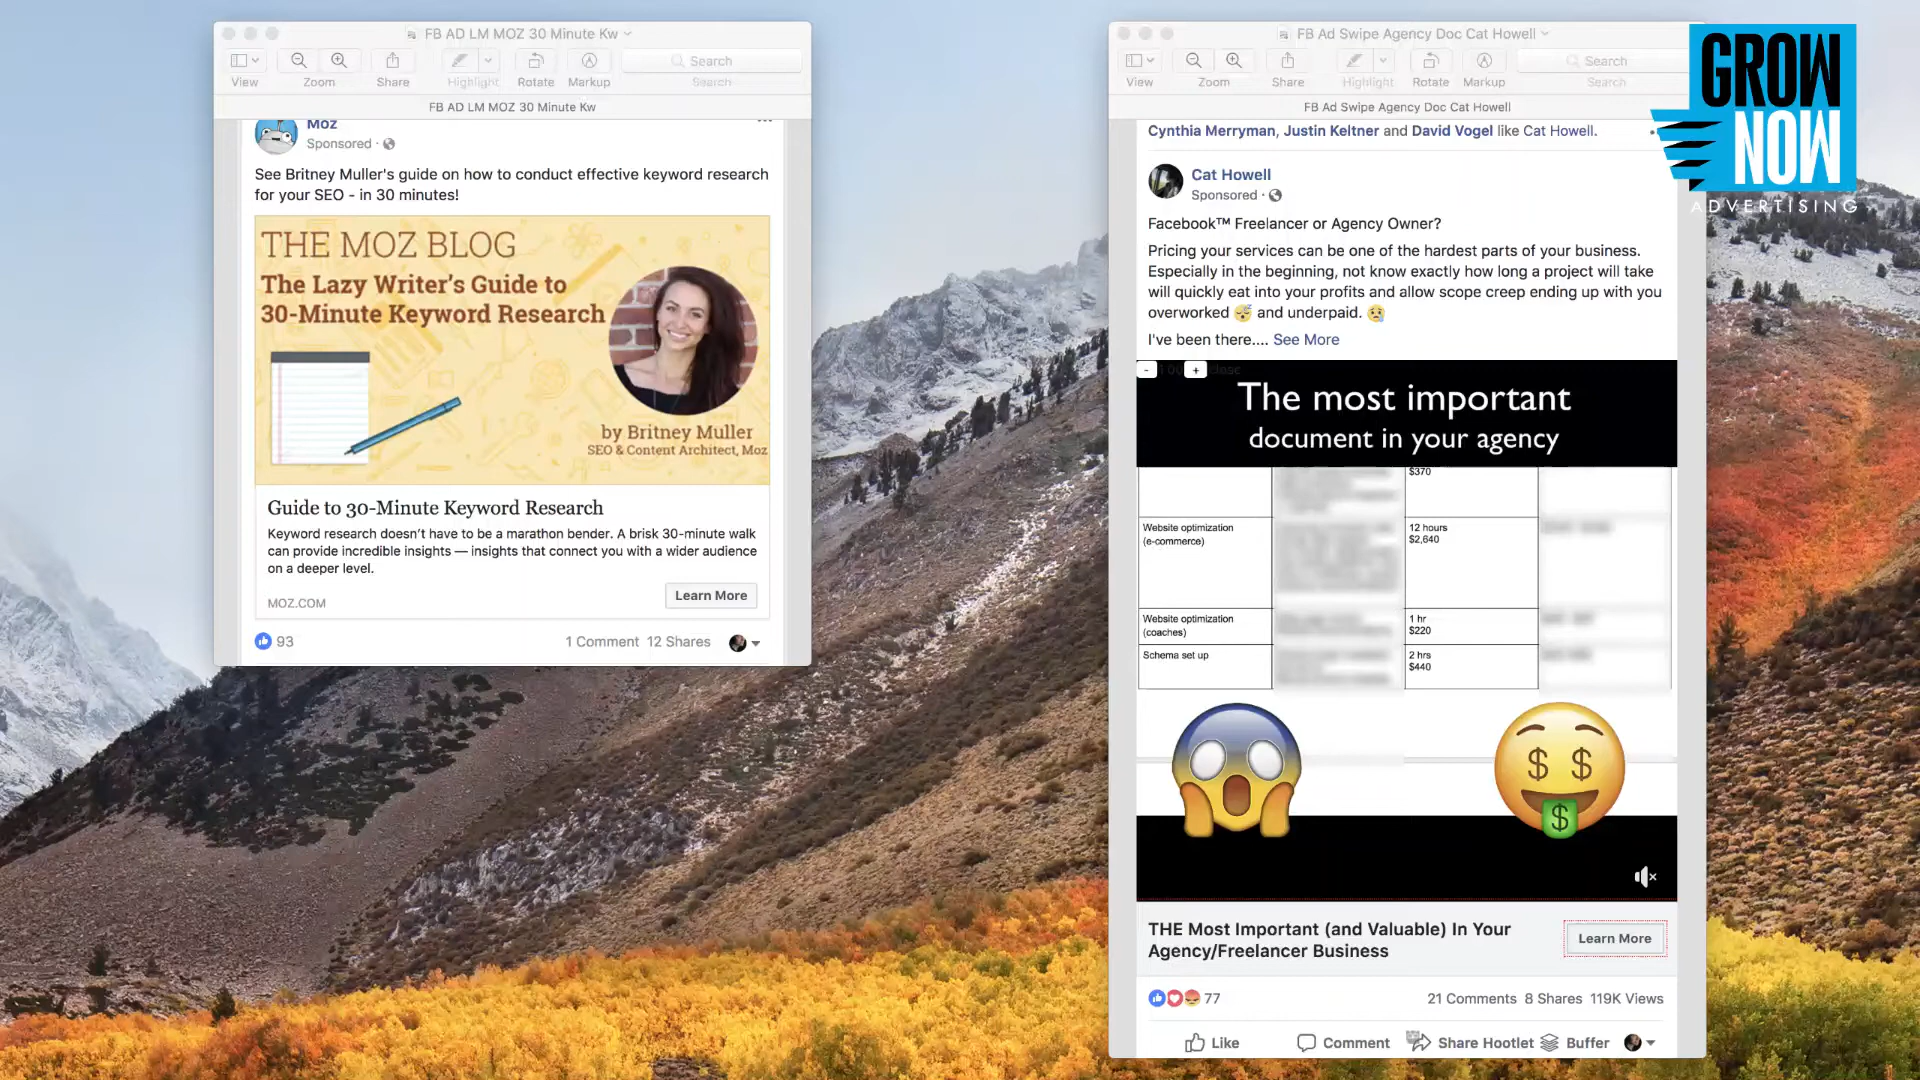 FB AD LM MOZ 30 Minute Kw
View
Zoom
Share
Highlight
Rotate
Markup
Search
Search
FB AD LM MOZ 30 Minute Kw
Moz
Sponsored ·
See Britney Muller's guide on how to conduct effective keyword research
for your SEO - in 30 minutes!
THE MOZ BLOG
The Lazy Writer's Guide to
30-Minute Keyword Research
by Britney Muller
SEO & Content Architect, Moz
Guide to 30-Minute Keyword Research
Keyword research doesn't have to be a marathon bender. A brisk 30-minute walk
can provide incredible insights — insights that connect you with a wider audience
on a deeper level.
MOZ.COM
Learn More
93
1 Comment 12 Shares
FB Ad Swipe Agency Doc Cat Howell
View
Zoom
Share
Highlight
Rotate
Markup
Search
Search
FB Ad Swipe Agency Doc Cat Howell
Cynthia Merryman, Justin Keltner and David Vogel like Cat Howell.
Cat Howell
Sponsored ·
Facebook™ Freelancer or Agency Owner?
Pricing your services can be one of the hardest parts of your business.
Especially in the beginning, not know exactly how long a project will take
will quickly eat into your profits and allow scope creep ending up with you
overworked 😴 and underpaid. 😢
I've been there.... See More
- +
The most important
document in your agency
$370
Website optimization
(e-commerce)
12 hours
$2,640
Website optimization
(coaches)
1 hr
$220
Schema set up
2 hrs
$440
THE Most Important (and Valuable) In Your
Agency/Freelancer Business
Learn More
77
21 Comments 8 Shares 119K Views
Like
Comment
Share Hootlet
Buffer
GROW
NOW
ADVERTISING